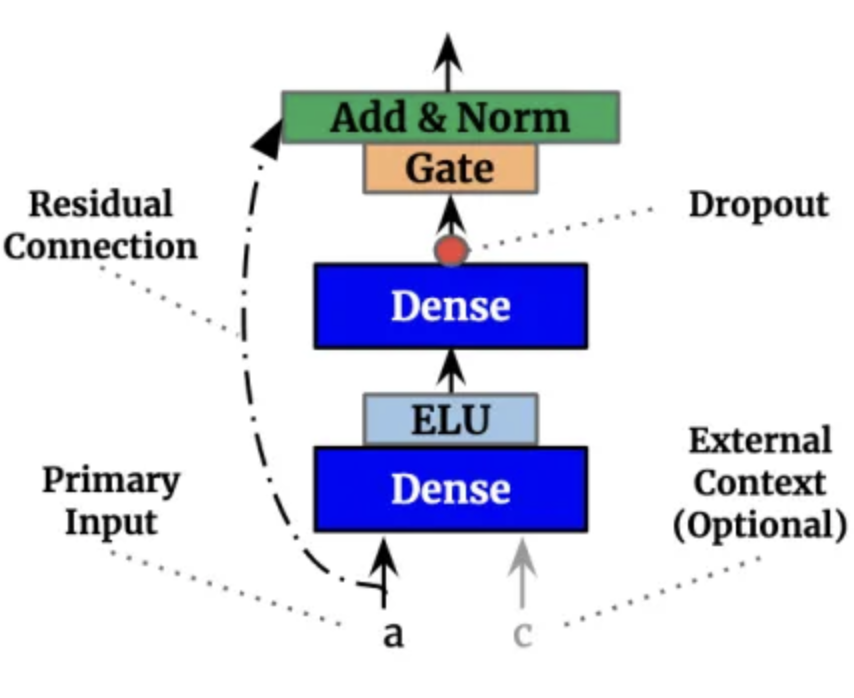 Add & Norm
Gate
Residual
Connection
Dropout
Dense
ELU
Dense
Primary
Input
External
Context
(Optional)
a
c